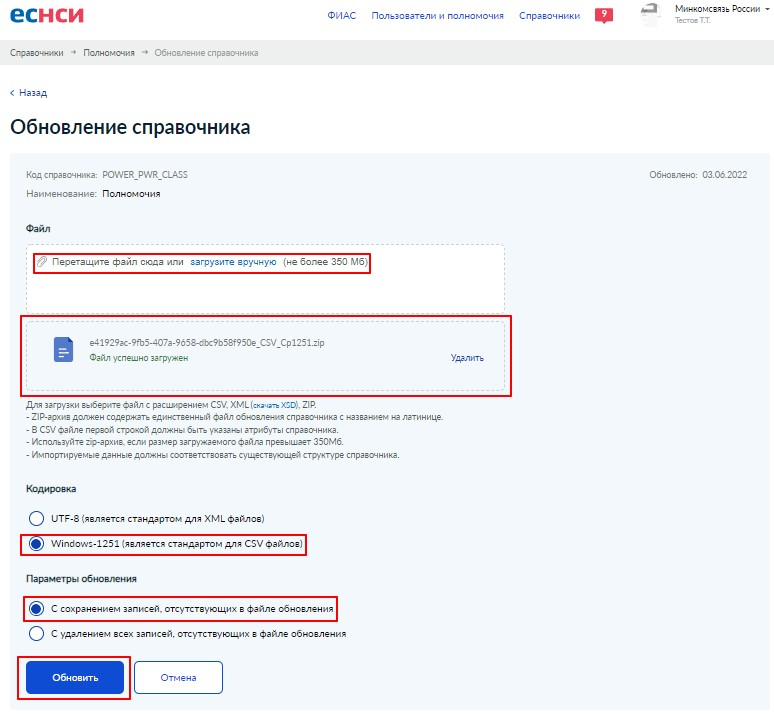 еснси
ФИАС Пользователи и полномочия Справочники 9 Минкомсвязь России
Тестов Т.Т.
Справочники → Полномочия → Обновление справочника
< Назад
Обновление справочника
Код справочника: POWER_PWR_CLASS Обновлено: 03.06.2022
Наименование: Полномочия
Файл
Перетащите файл сюда или загрузите вручную (не более 350 Мб)
e41929ac-9fb5-407a-9658-dbc9b58f950e_CSV_Cp1251.zip
Файл успешно загружен Удалить
Для загрузки выберите файл с расширением CSV, XML (скачать XSD), ZIP.
- ZIP-архив должен содержать единственный файл обновления справочника с названием на латинице.
- В CSV файле первой строкой должны быть указаны атрибуты справочника.
- Используйте zip-архив, если размер загружаемого файла превышает 350Мб.
- Импортируемые данные должны соответствовать существующей структуре справочника.
Кодировка
UTF-8 (является стандартом для XML файлов)
Windows-1251 (является стандартом для CSV файлов)
Параметры обновления
С сохранением записей, отсутствующих в файле обновления
С удалением всех записей, отсутствующих в файле обновления
Обновить Отмена